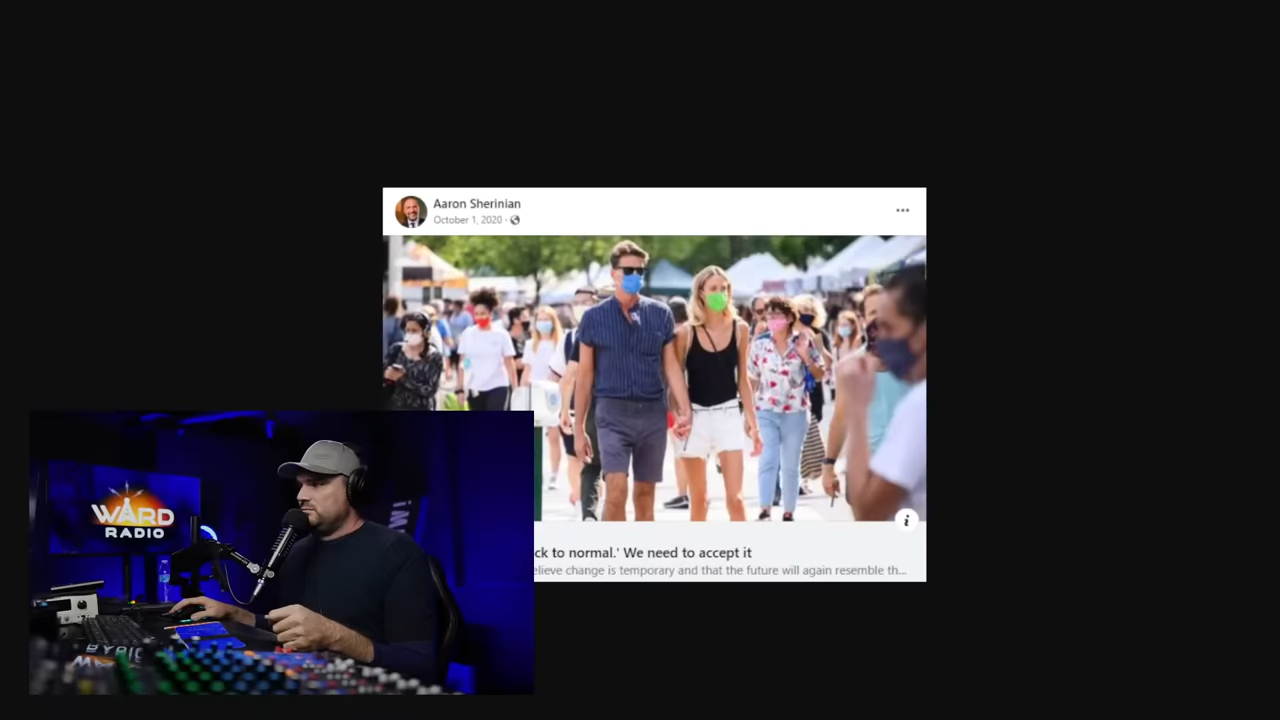 Aaron Sherinian
October 1, 2020 ·
ck to normal.' We need to accept it
elieve change is temporary and that the future will again resemble th...
WARD
RADIO